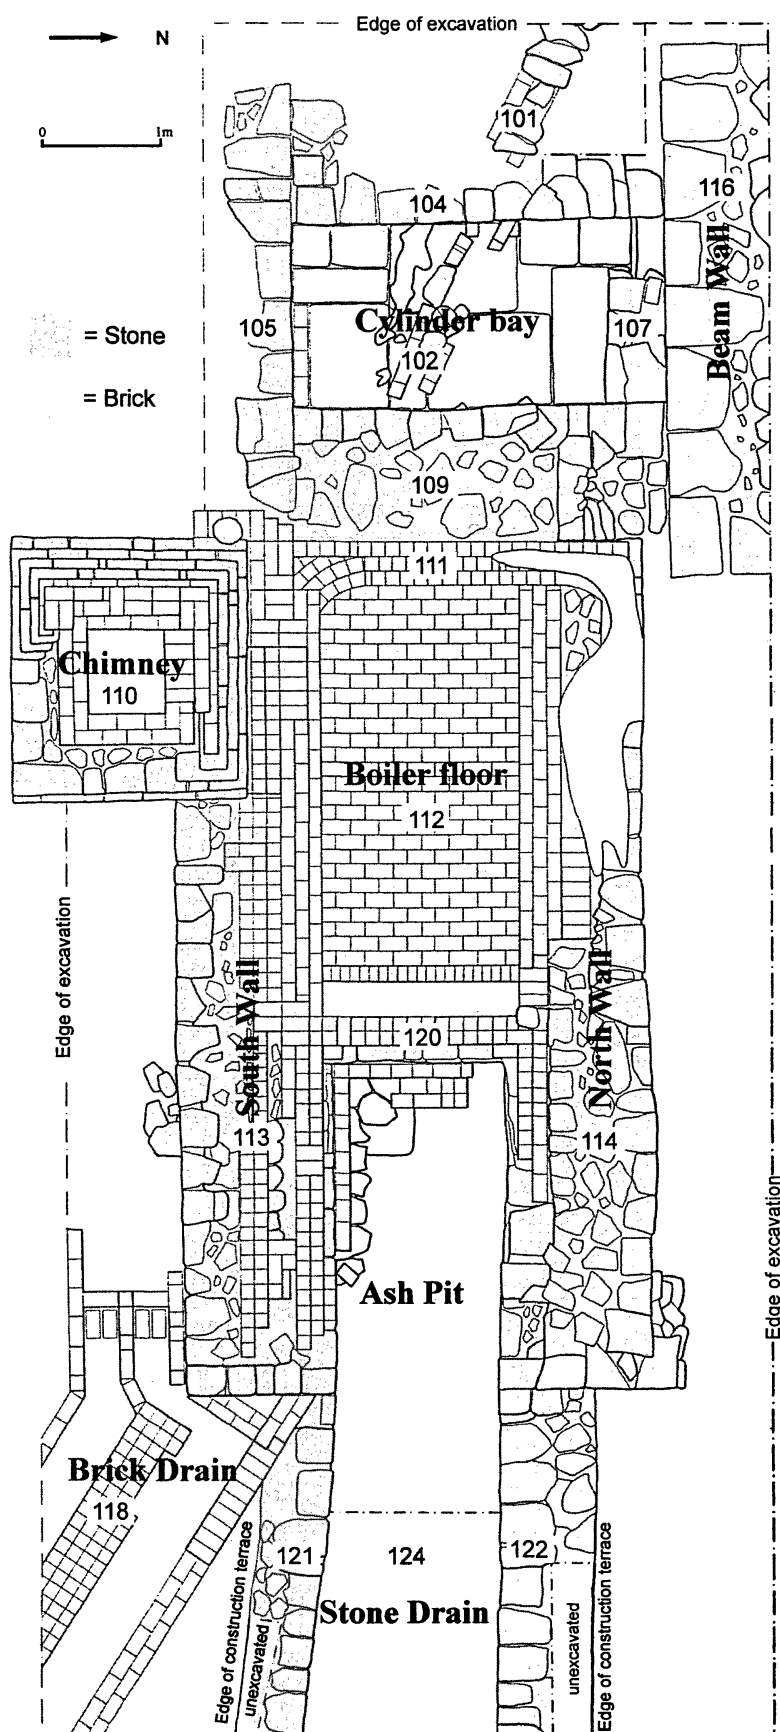 Edge of excavation
N
0 1m
101
116
104
Beam Wall
105
Cylinder bay
107
= Stone
102
= Brick
109
111
Chimney
110
Boiler floor
112
Edge of excavation
South Wall
North Wall
120
113
114
Edge of excavation
Ash Pit
Brick Drain
118
121
124
122
Stone Drain
Edge of construction terrace
unexcavated
unexcavated
Edge of construction terrace